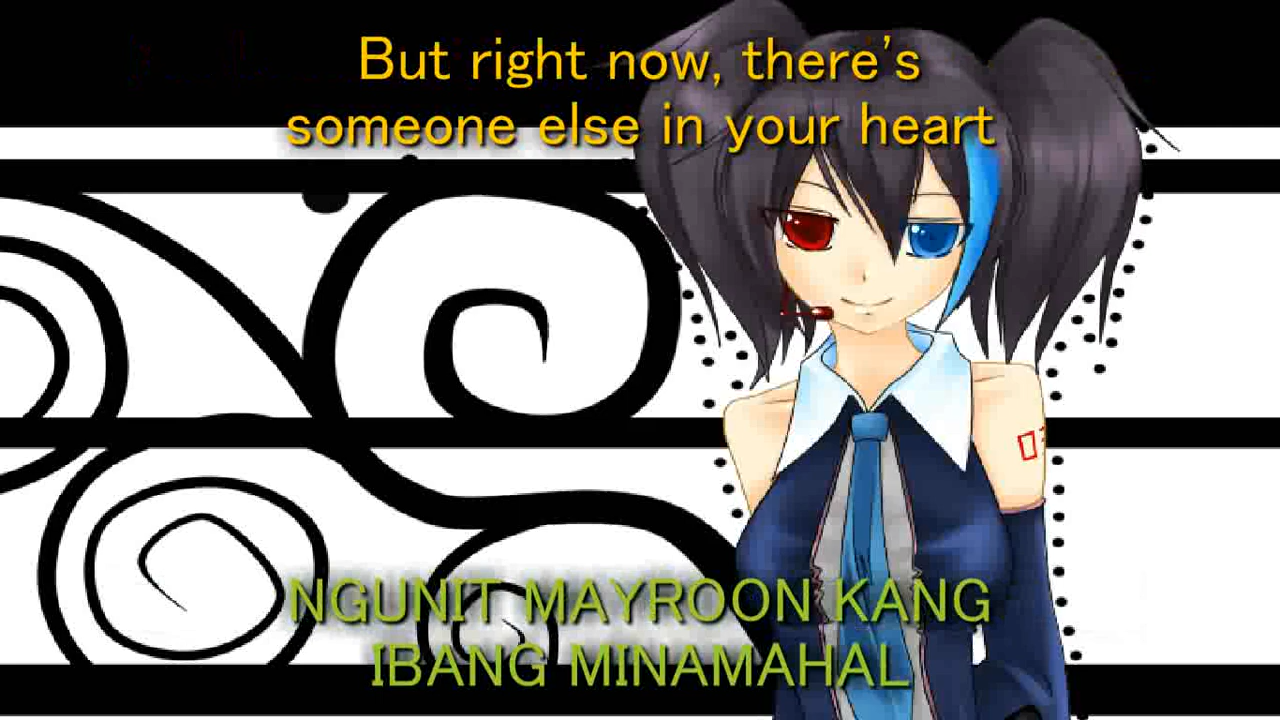 But right now, there's
someone else in your heart
NGUNIT MAYROON KANG
IBANG MINAMAHAL